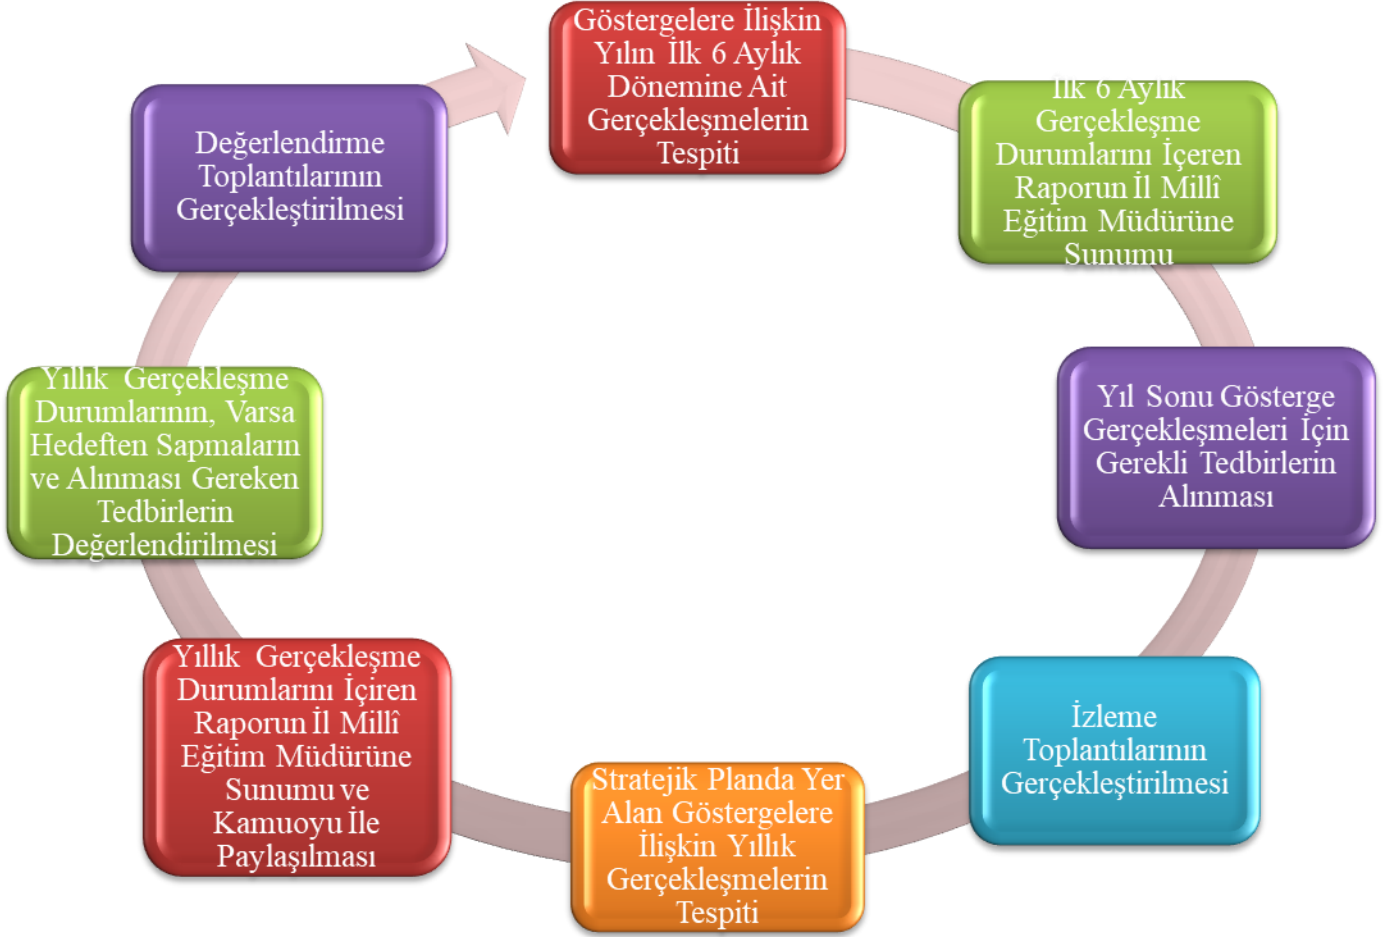 Göstergelere İlişkin
Yılın İlk 6 Aylık
Dönemine Ait
Gerçekleşmelerin
Tespiti
İlk 6 Aylık
Gerçekleşme
Durumlarını İçeren
Raporun İl Millî
Eğitim Müdürüne
Sunumu
Yıl Sonu Gösterge
Gerçekleşmeleri İçin
Gerekli Tedbirlerin
Alınması
İzleme
Toplantılarının
Gerçekleştirilmesi
Stratejik Planda Yer
Alan Göstergelere
İlişkin Yıllık
Gerçekleşmelerin
Tespiti
Yıllık Gerçekleşme
Durumlarını İçiren
Raporun İl Millî
Eğitim Müdürüne
Sunumu ve
Kamuoyu İle
Paylaşılması
Yıllık Gerçekleşme
Durumlarının, Varsa
Hedeften Sapmaların
ve Alınması Gereken
Tedbirlerin
Değerlendirilmesi
Değerlendirme
Toplantılarının
Gerçekleştirilmesi